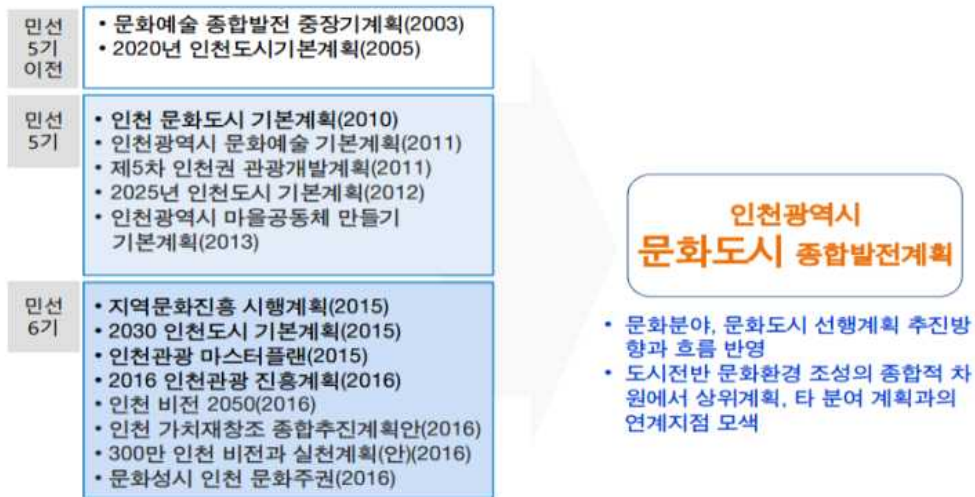 민선
5기
이전
• 문화예술 종합발전 중장기계획(2003)
• 2020년 인천도시기본계획(2005)
민선
5기
• 인천 문화도시 기본계획(2010)
• 인천광역시 문화예술 기본계획(2011)
• 제5차 인천권 관광개발계획(2011)
• 2025년 인천도시 기본계획(2012)
• 인천광역시 마을공동체 만들기
기본계획(2013)
민선
6기
• 지역문화진흥 시행계획(2015)
• 2030 인천도시 기본계획(2015)
• 인천관광 마스터플랜(2015)
• 2016 인천관광 진흥계획(2016)
• 인천 비전 2050(2016)
• 인천 가치재창조 종합추진계획안(2016)
• 300만 인천 비전과 실천계획(안)(2016)
• 문화성시 인천 문화주권(2016)
인천광역시
문화도시 종합발전계획
• 문화분야, 문화도시 선행계획 추진방
향과 흐름 반영
• 도시전반 문화환경 조성의 종합적 차
원에서 상위계획, 타 분여 계획과의
연계지점 모색